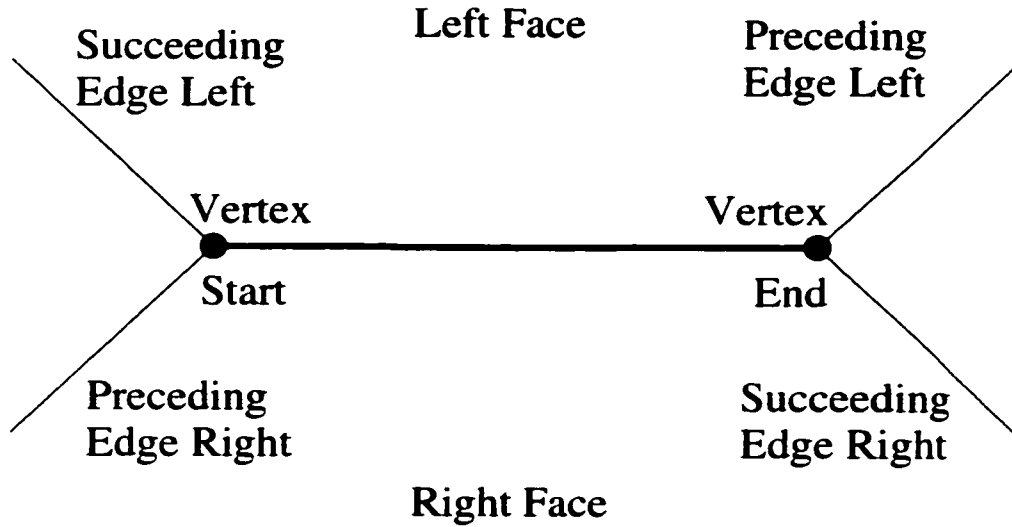 Left Face
Succeeding
Edge Left
Preceding
Edge Left
Vertex
Vertex
Start
End
Preceding
Edge Right
Succeeding
Edge Right
Right Face